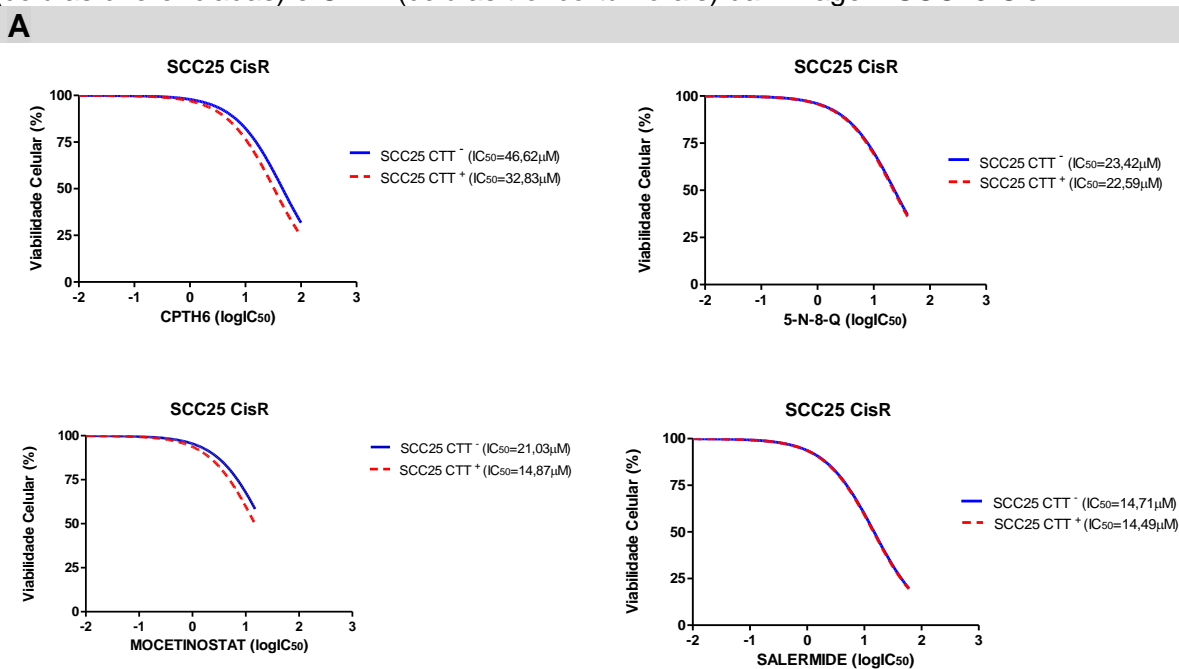 A
SCC25 CisR
100
75
50
25
0
Viabilidade Celular (%)
-2 -1 0 1 2 3
CPTH6 (logIC50)
SCC25 CTT - (IC50=46,62µM)
SCC25 CTT + (IC50=32,83µM)
SCC25 CisR
100
75
50
25
0
Viabilidade Celular (%)
-2 -1 0 1 2 3
5-N-8-Q (logIC50)
SCC25 CTT - (IC50=23,42µM)
SCC25 CTT + (IC50=22,59µM)
SCC25 CisR
100
75
50
25
0
Viabilidade Celular (%)
-2 -1 0 1 2 3
MOCETINOSTAT (logIC50)
SCC25 CTT - (IC50=21,03µM)
SCC25 CTT + (IC50=14,87µM)
SCC25 CisR
100
75
50
25
0
Viabilidade Celular (%)
-2 -1 0 1 2 3
SALERMIDE (logIC50)
SCC25 CTT - (IC50=14,71µM)
SCC25 CTT + (IC50=14,49µM)